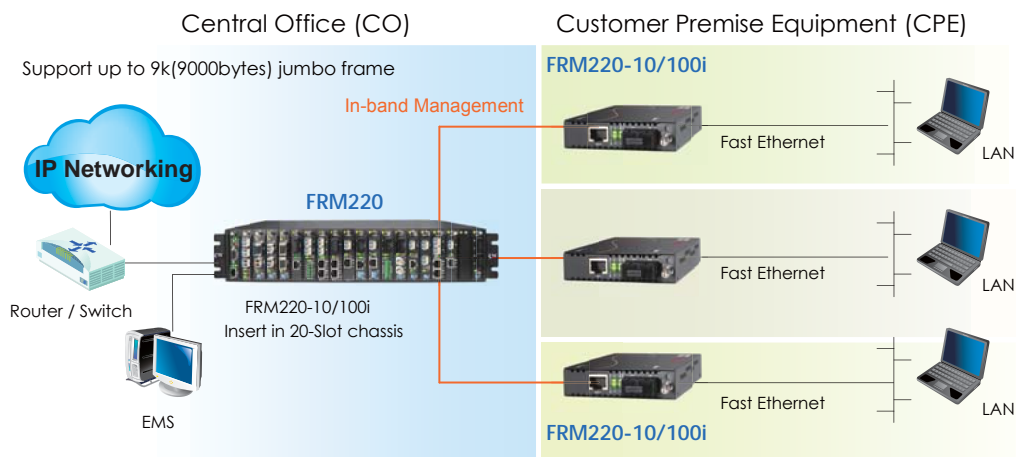 Central Office (CO)
Customer Premise Equipment (CPE)
Support up to 9k(9000bytes) jumbo frame
FRM220-10/100i
In-band Management
Fast Ethernet
LAN
IP Networking
FRM220
Fast Ethernet
LAN
Router / Switch
FRM220-10/100i
Insert in 20-Slot chassis
EMS
Fast Ethernet
LAN
FRM220-10/100i